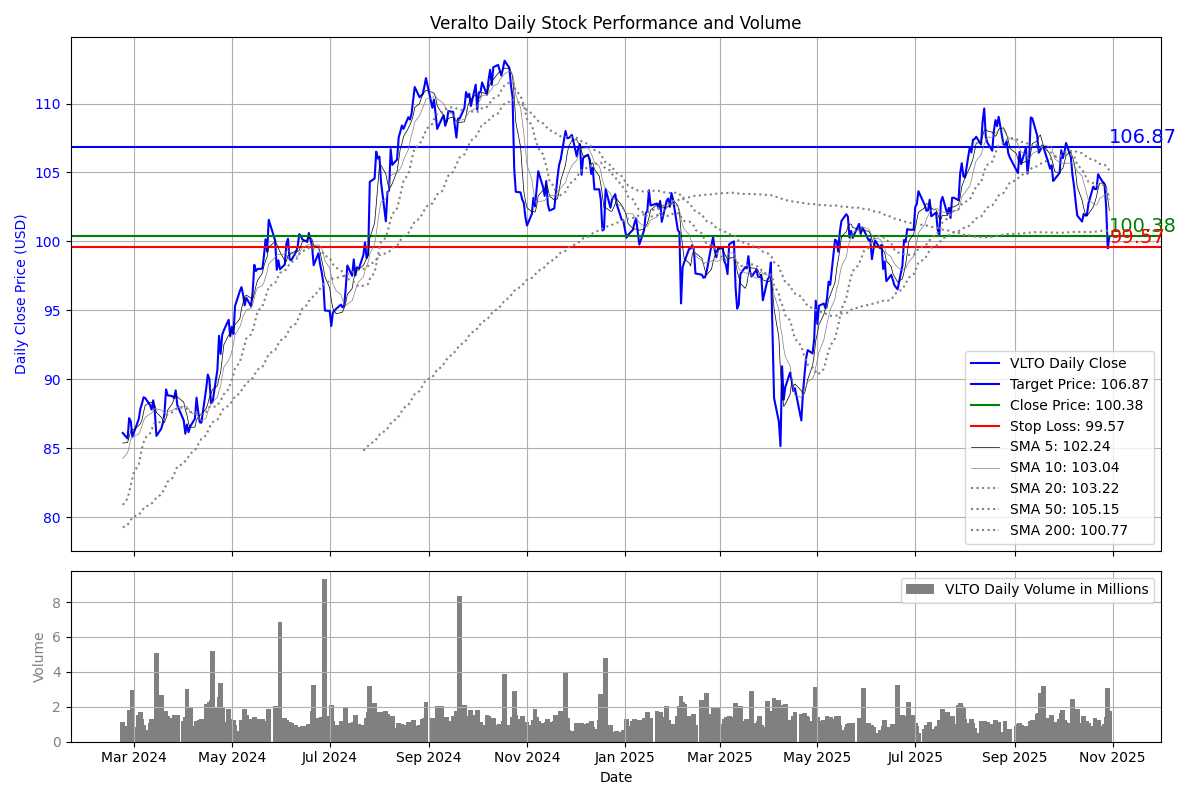 Veralto Daily Stock Performance and Volume
Daily Close Price (USD)
110
105
100
95
90
85
80
106.87
100.38
99.57
VLTO Daily Close
Target Price: 106.87
Close Price: 100.38
Stop Loss: 99.57
SMA 5: 102.24
SMA 10: 103.04
SMA 20: 103.22
SMA 50: 105.15
SMA 200: 100.77
Volume
8
6
4
2
0
VLTO Daily Volume in Millions
Mar 2024
May 2024
Jul 2024
Sep 2024
Nov 2024
Jan 2025
Mar 2025
May 2025
Jul 2025
Sep 2025
Nov 2025
Date